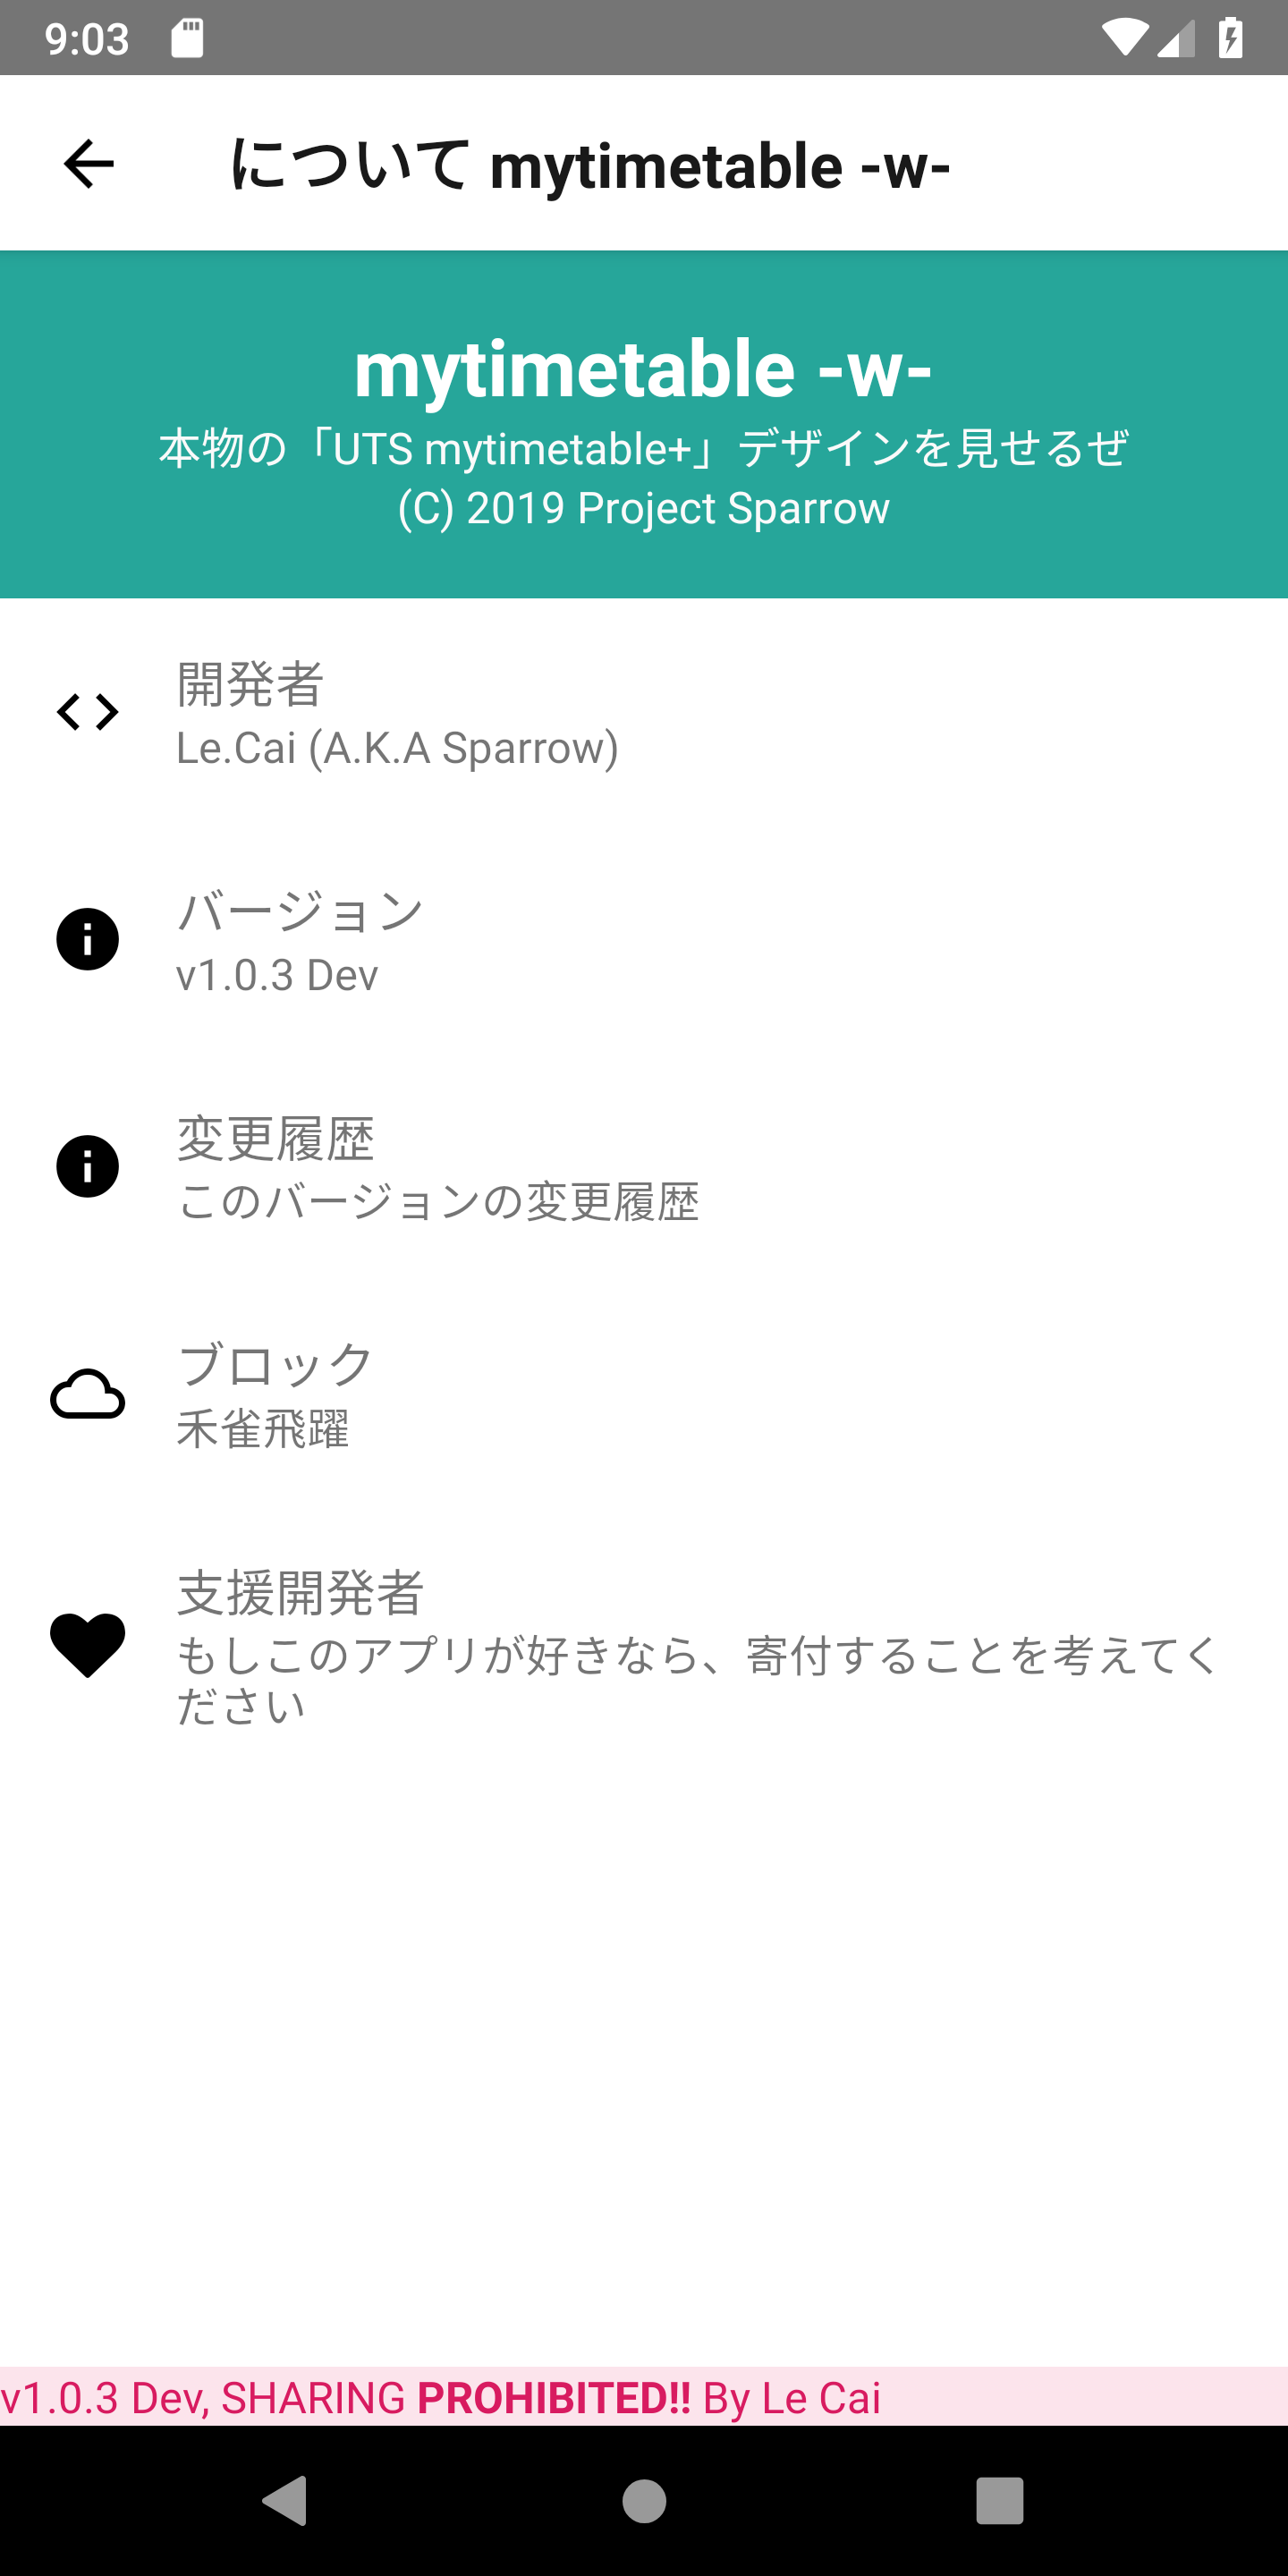 9:03
について mytimetable -w-
mytimetable -w-
本物の「UTS mytimetable+」デザインを見せるぜ
(C) 2019 Project Sparrow
開発者
Le.Cai (A.K.A Sparrow)
バージョン
v1.0.3 Dev
変更履歴
このバージョンの変更履歴
ブロック
禾雀飛躍
支援開発者
もしこのアプリが好きなら、寄付することを考えてく
ださい
v1.0.3 Dev, SHARING PROHIBITED!! By Le Cai